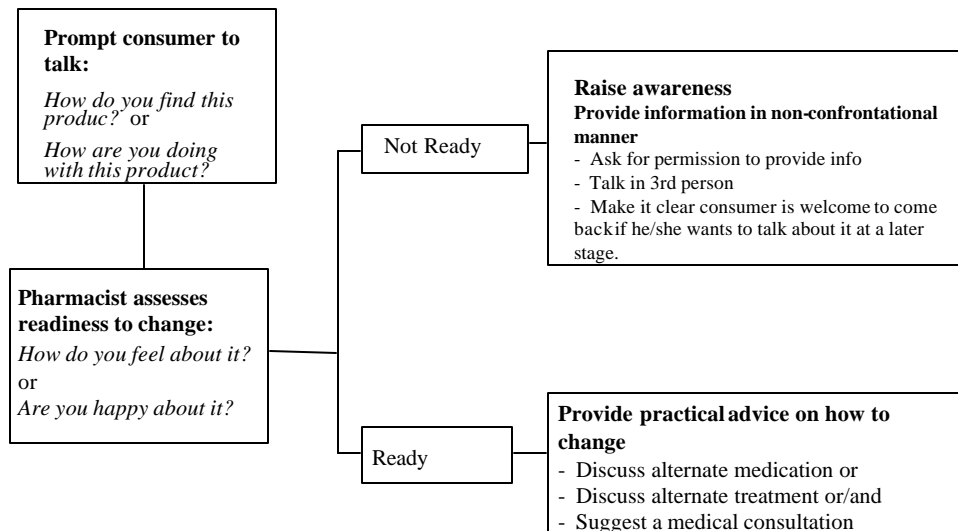 Prompt consumer to
talk:
How do you find this
produc? or
How are you doing
with this product?
Pharmacist assesses
readiness to change:
How do you feel about it?
or
Are you happy about it?
Not Ready
Raise awareness
Provide information in non-confrontational
manner
- Ask for permission to provide info
- Talk in 3rd person
- Make it clear consumer is welcome to come
back if he/she wants to talk about it at a later
stage.
Ready
Provide practical advice on how to
change
- Discuss alternate medication or
- Discuss alternate treatment or/and
- Suggest a medical consultation